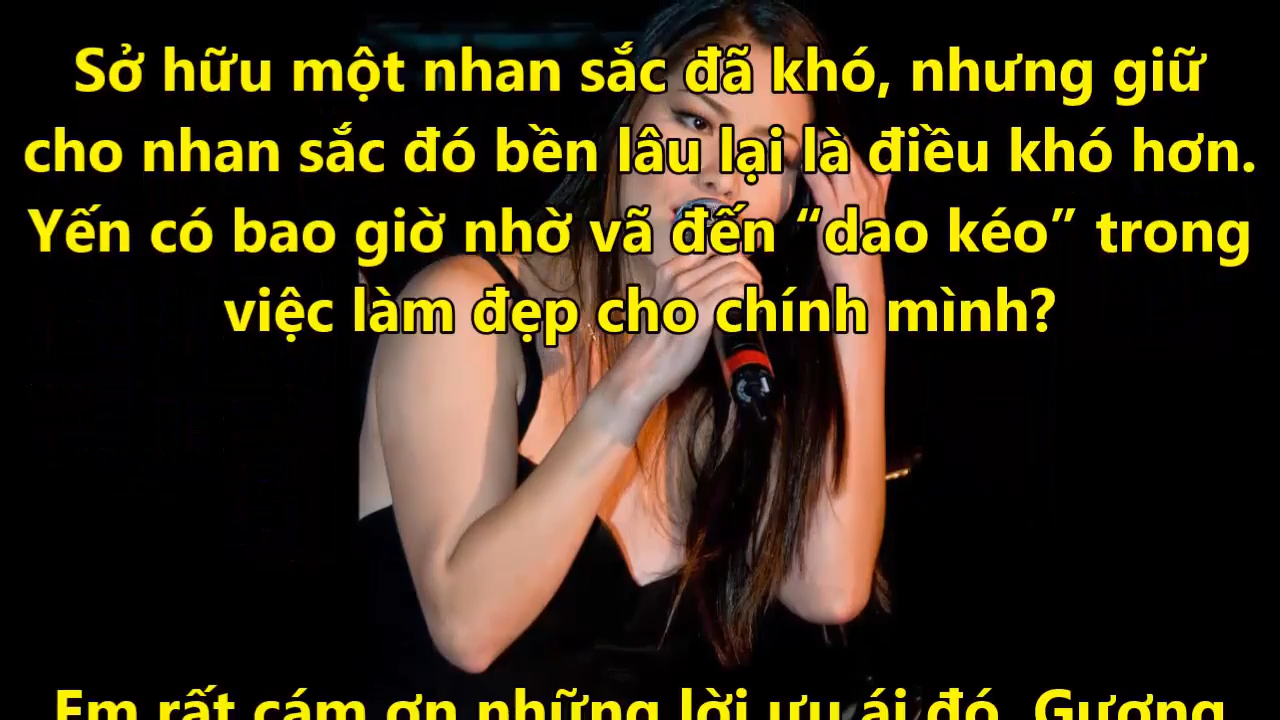 Sở hữu một nhan sắc đã khó, nhưng giữ
cho nhan sắc đó bền lâu lại là điều khó hơn.
Yến có bao giờ nhờ vã đến “dao kéo” trong
việc làm đẹp cho chính mình?
Em rất cám ơn những lời ưu ái đó. Gương